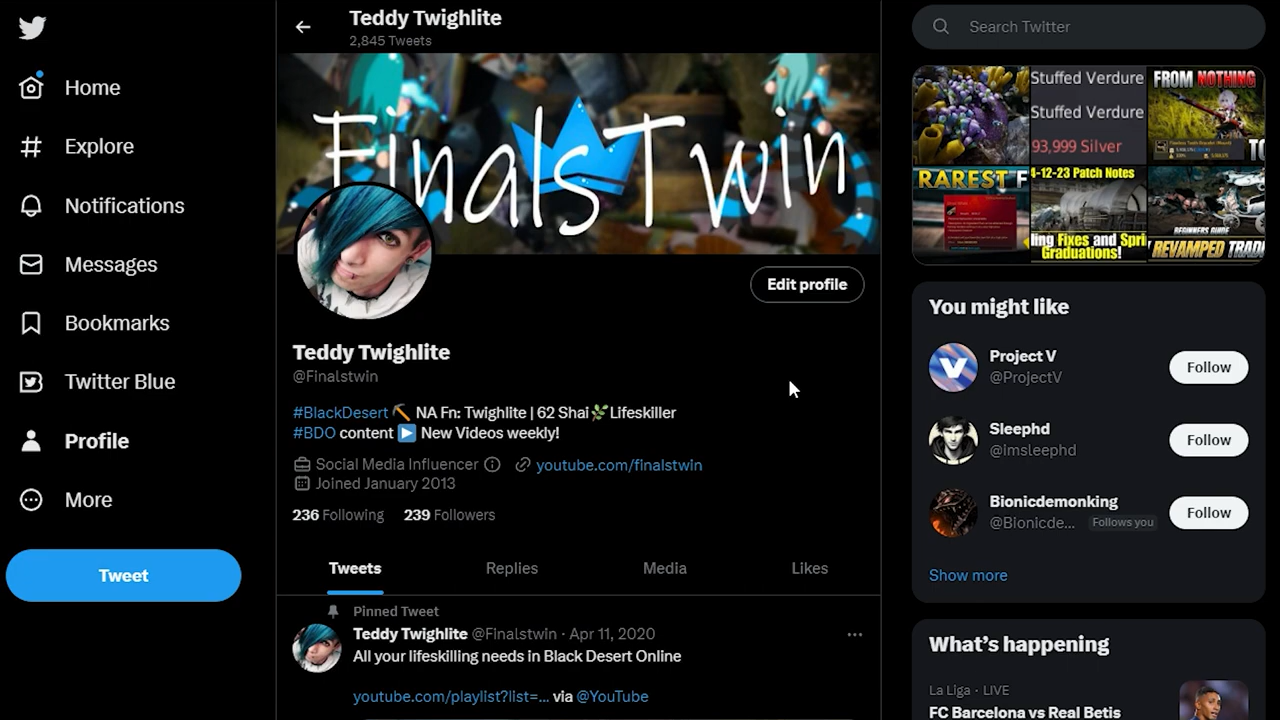 Home
Explore
Notifications
Messages
Bookmarks
Twitter Blue
Profile
More
Tweet
Teddy Twighlite
2,845 Tweets
FinalsTwin
Edit profile
Teddy Twighlite
@Finalstwin
#BlackDesert ⛏️ NA Fn: Twighlite | 62 Shai🌿Lifeskiller
#BDO content ▶️ New Videos weekly!
Social Media Influencer youtube.com/finalstwin
Joined January 2013
236 Following 239 Followers
Tweets Replies Media Likes
Pinned Tweet
Teddy Twighlite @FInalstwin · Apr 11, 2020
All your lifeskilling needs in Black Desert Online
youtube.com/playlist?list=... via @YouTube
Search Twitter
Stuffed Verdure
Stuffed Verdure
93,999 Silver
FROM NOTHING
TO
RAREST F
4-12-23 Patch Notes
ling Fixes and Spri
Graduations!
BEGINNERS GUIDE
REVAMPED TRAD
You might like
Project V
@ProjectV
Follow
Sleephd
@imsleephd
Follow
Bionicdemonking
@Bionicde... Follows you
Follow
Show more
What's happening
La Liga · LIVE
FC Barcelona vs Real Betis